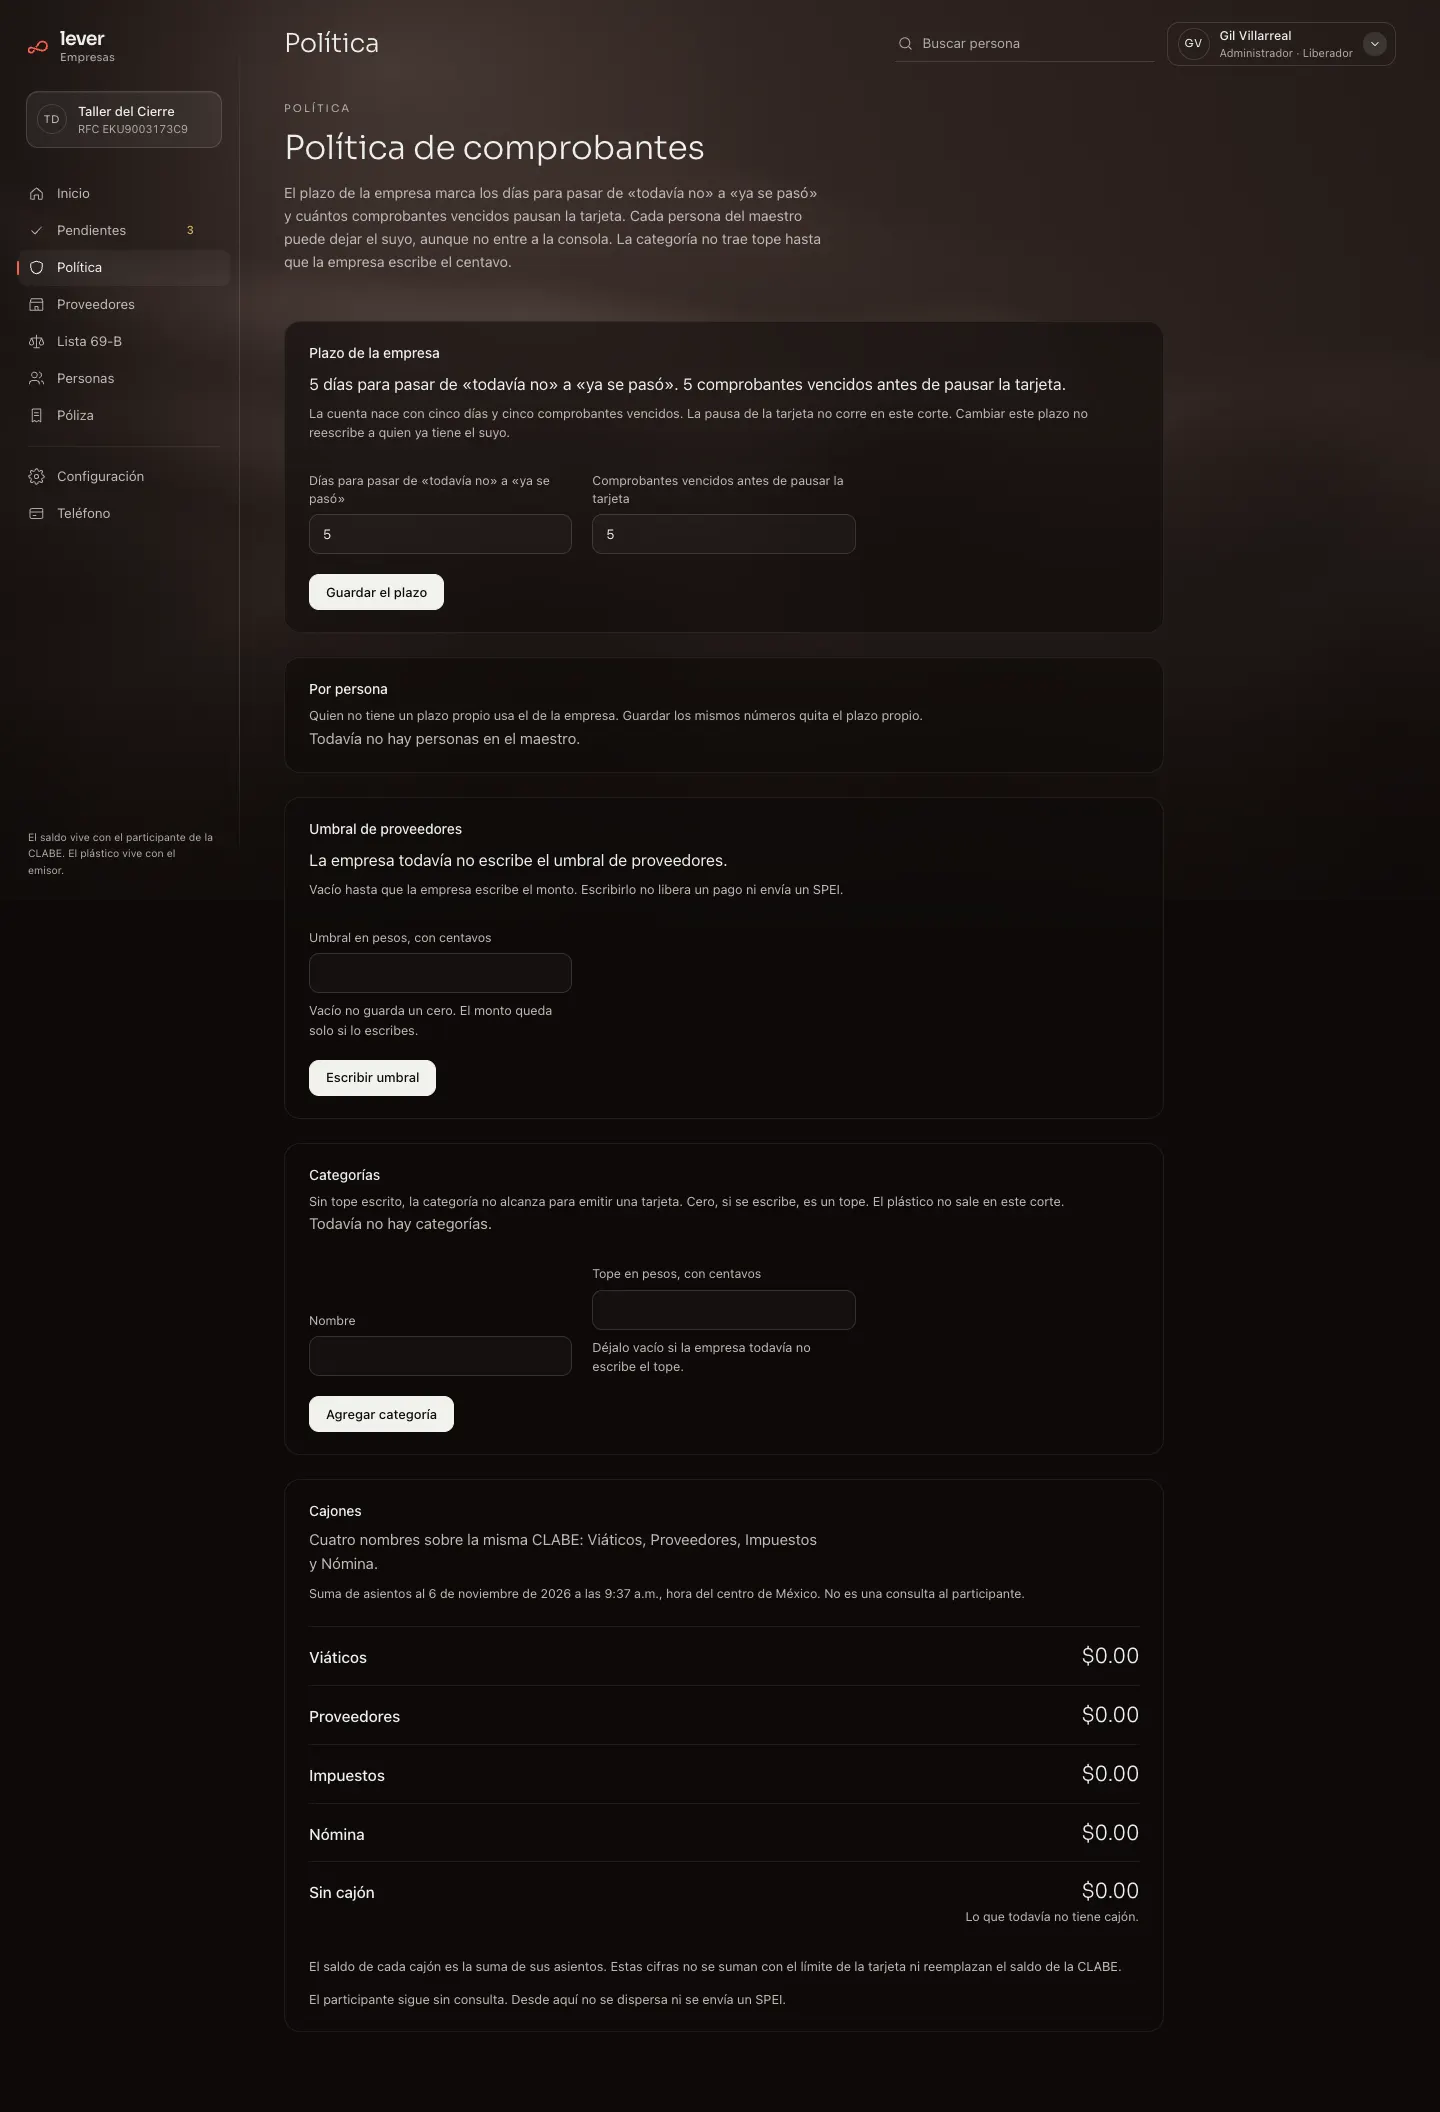 lever
Empresas
Taller del Cierre
TD
RFC EKU9003173C9
Inicio
Pendientes 3
Política
Proveedores
Lista 69-B
Personas
Póliza
Configuración
Teléfono
El saldo vive con el participante de la
CLABE. El plástico vive con el
emisor.
Política
Buscar persona
GV
Gil Villarreal
Administrador · Liberador
POLÍTICA
Política de comprobantes
El plazo de la empresa marca los días para pasar de «todavía no» a «ya se pasó»
y cuántos comprobantes vencidos pausan la tarjeta. Cada persona del maestro
puede dejar el suyo, aunque no entre a la consola. La categoría no trae tope hasta
que la empresa escribe el centavo.
Plazo de la empresa
5 días para pasar de «todavía no» a «ya se pasó». 5 comprobantes vencidos antes de pausar la tarjeta.
La cuenta nace con cinco días y cinco comprobantes vencidos. La pausa de la tarjeta no corre en este corte. Cambiar este plazo no
reescribe a quien ya tiene el suyo.
Días para pasar de «todavía no» a «ya se
pasó»
5
Comprobantes vencidos antes de pausar la
tarjeta
5
Guardar el plazo
Por persona
Quien no tiene un plazo propio usa el de la empresa. Guardar los mismos números quita el plazo propio.
Todavía no hay personas en el maestro.
Umbral de proveedores
La empresa todavía no escribe el umbral de proveedores.
Vacío hasta que la empresa escribe el monto. Escribirlo no libera un pago ni envía un SPEI.
Umbral en pesos, con centavos
Vacío no guarda un cero. El monto queda
solo si lo escribes.
Escribir umbral
Categorías
Sin tope escrito, la categoría no alcanza para emitir una tarjeta. Cero, si se escribe, es un tope. El plástico no sale en este corte.
Todavía no hay categorías.
Nombre
Tope en pesos, con centavos
Déjalo vacío si la empresa todavía no
escribe el tope.
Agregar categoría
Cajones
Cuatro nombres sobre la misma CLABE: Viáticos, Proveedores, Impuestos
y Nómina.
Suma de asientos al 6 de noviembre de 2026 a las 9:37 a.m., hora del centro de México. No es una consulta al participante.
Viáticos $0.00
Proveedores $0.00
Impuestos $0.00
Nómina $0.00
Sin cajón $0.00
Lo que todavía no tiene cajón.
El saldo de cada cajón es la suma de sus asientos. Estas cifras no se suman con el límite de la tarjeta ni reemplazan el saldo de la CLABE.
El participante sigue sin consulta. Desde aquí no se dispersa ni se envía un SPEI.